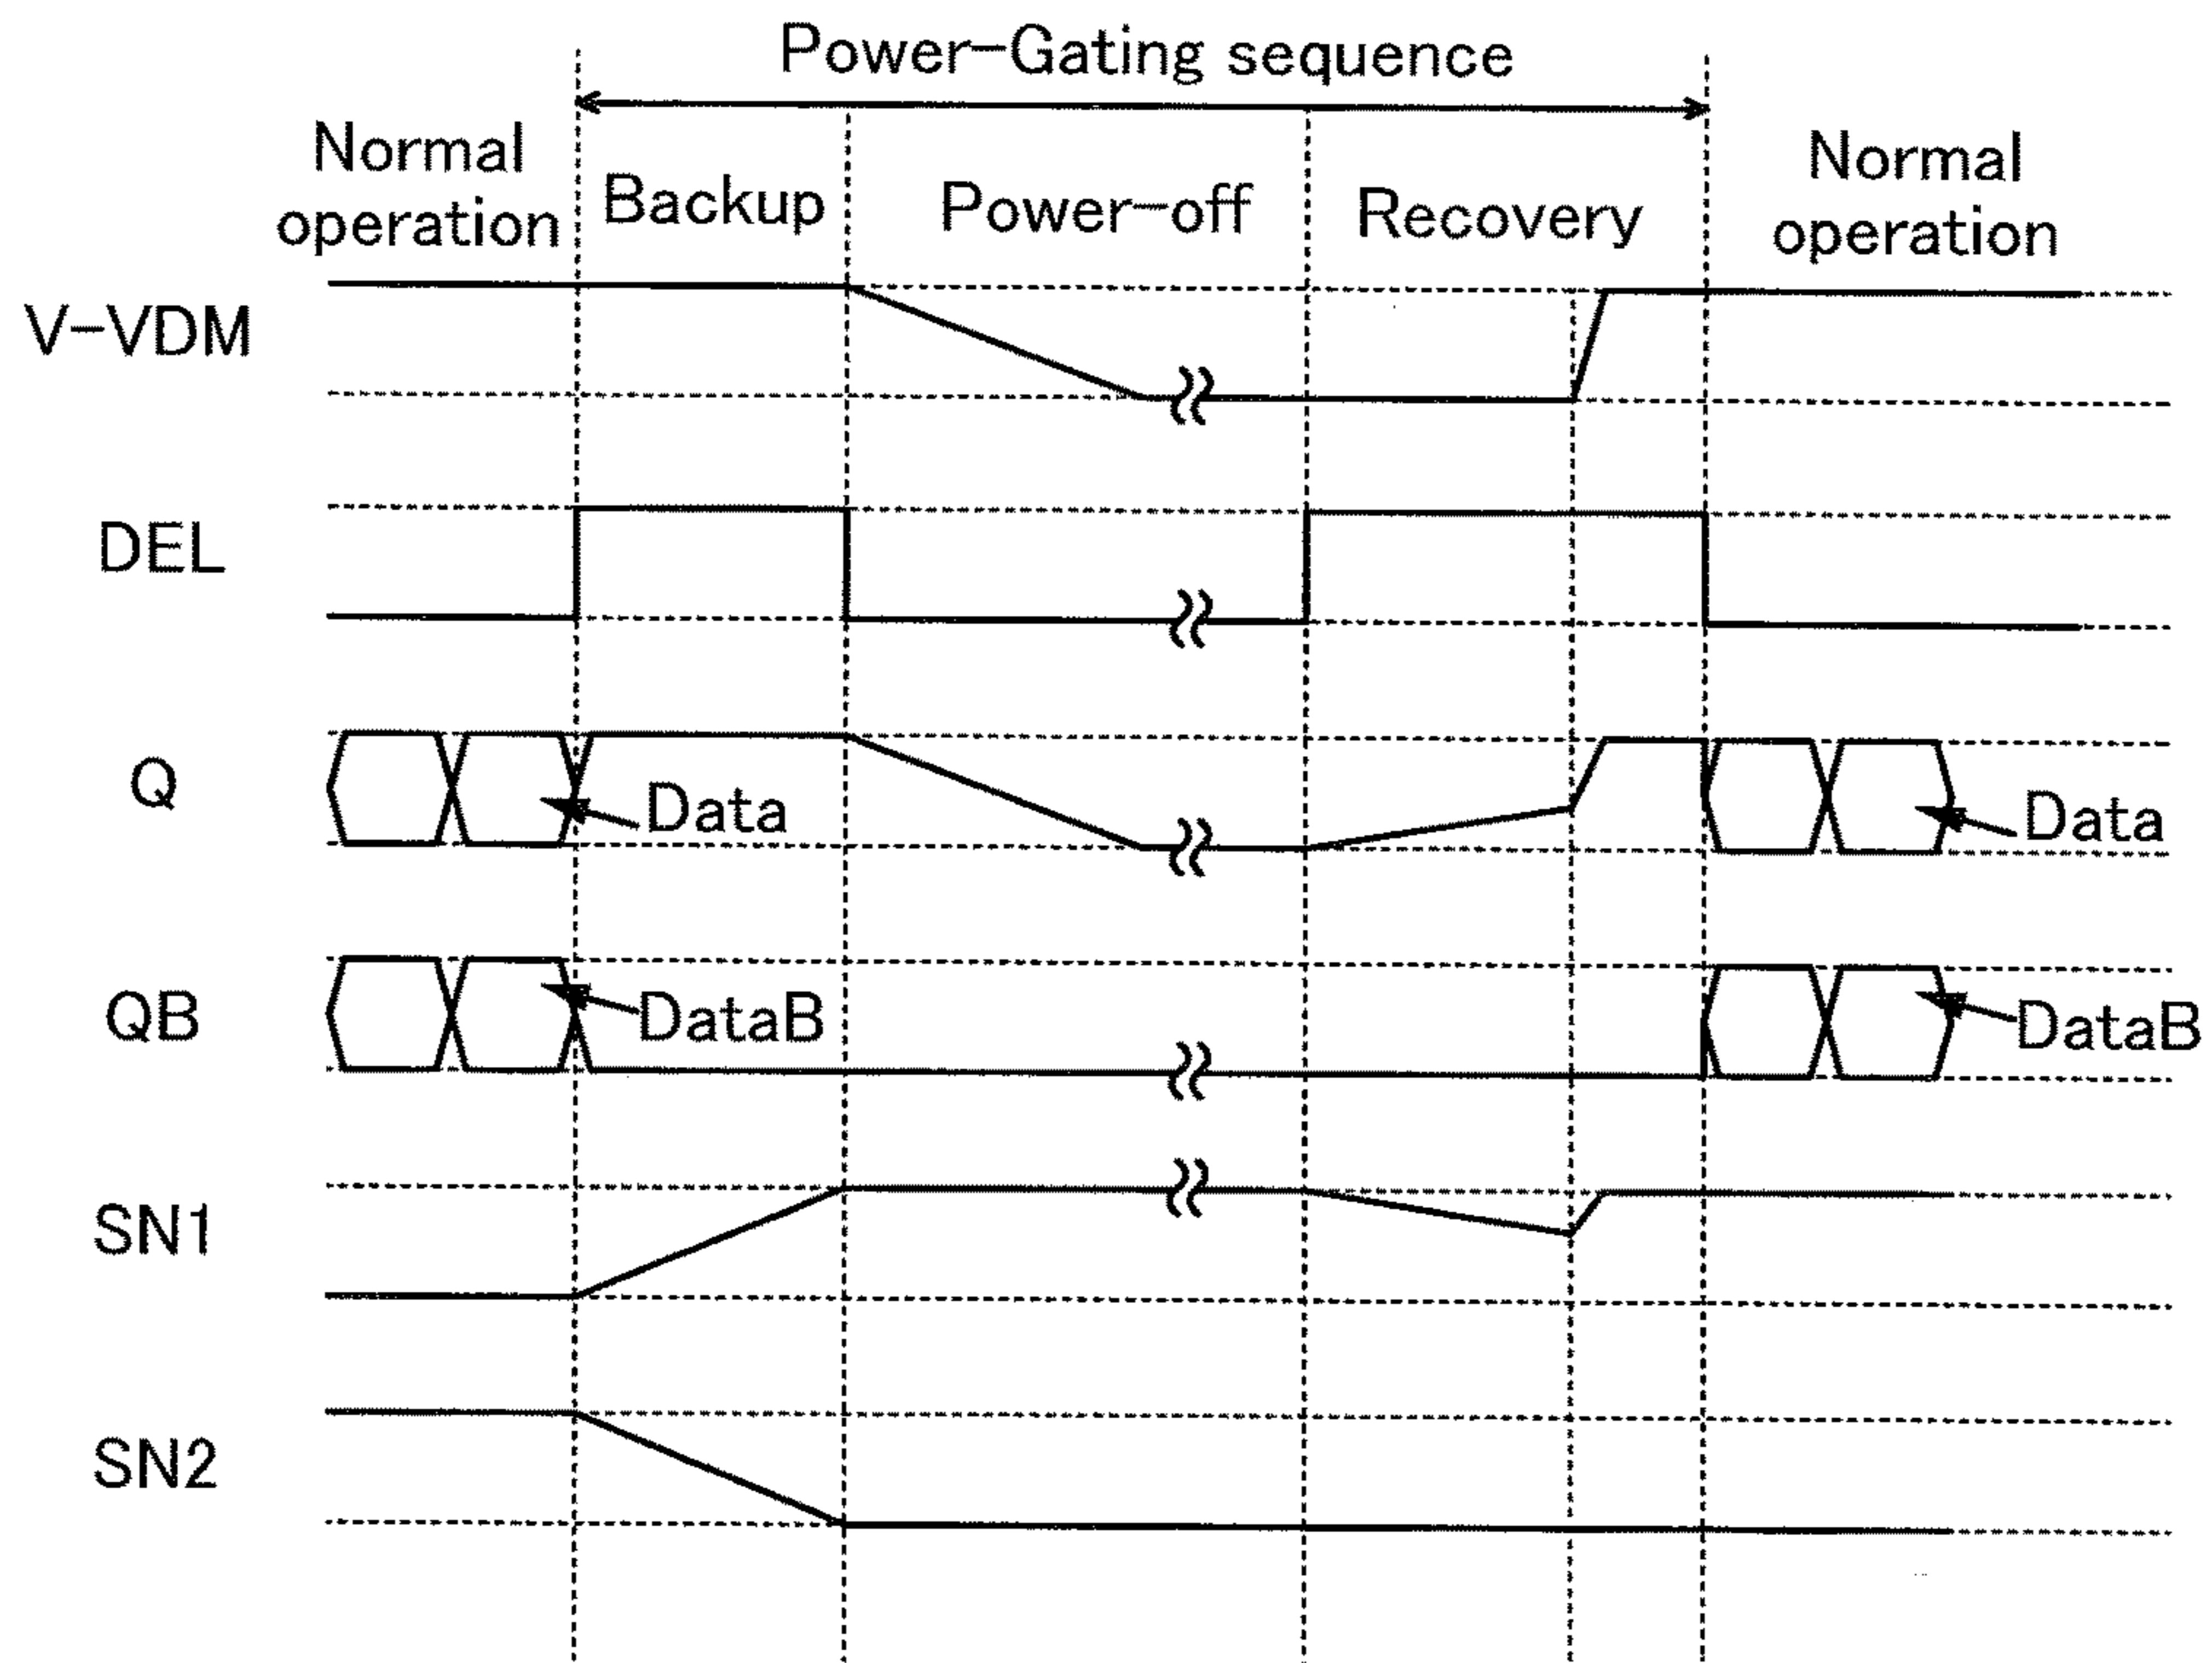 Power-Gating sequence
Normal
operation
Backup
Power-off
Recovery
Normal
operation
V-VDM
DEL
Q
Data
Data
QB
DataB
DataB
SN1
SN2